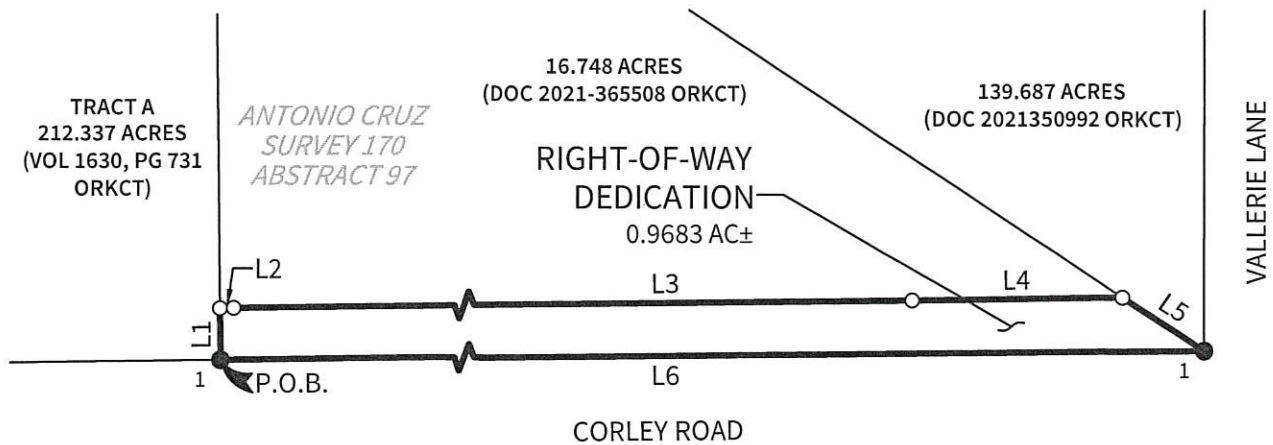 TRACT A
212.337 ACRES
(VOL 1630, PG 731
ORKCT)
ANTONIO CRUZ
SURVEY 170
ABSTRACT 97
16.748 ACRES
(DOC 2021-365508 ORKCT)
139.687 ACRES
(DOC 2021350992 ORKCT)
RIGHT-OF-WAY
DEDICATION
0.9683 AC±
VALLERIE LANE
L2
L3
L4
L5
L1
1
P.O.B.
L6
1
CORLEY ROAD